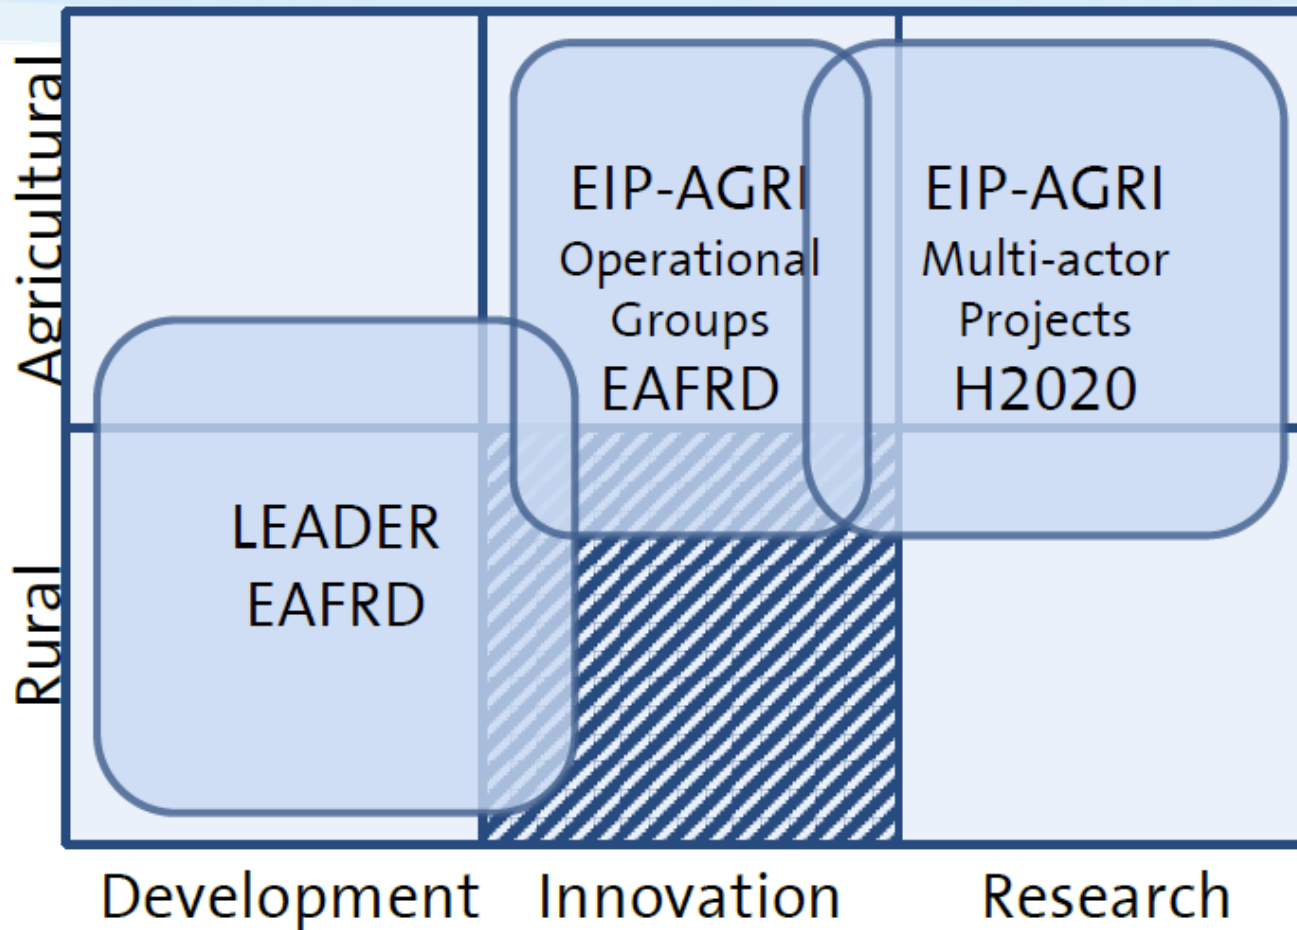 Agricultural
EIP-AGRI
Operational
Groups
EAFRD
EIP-AGRI
Multi-actor
Projects
H2020
Rural
LEADER
EAFRD
Development
Innovation
Research